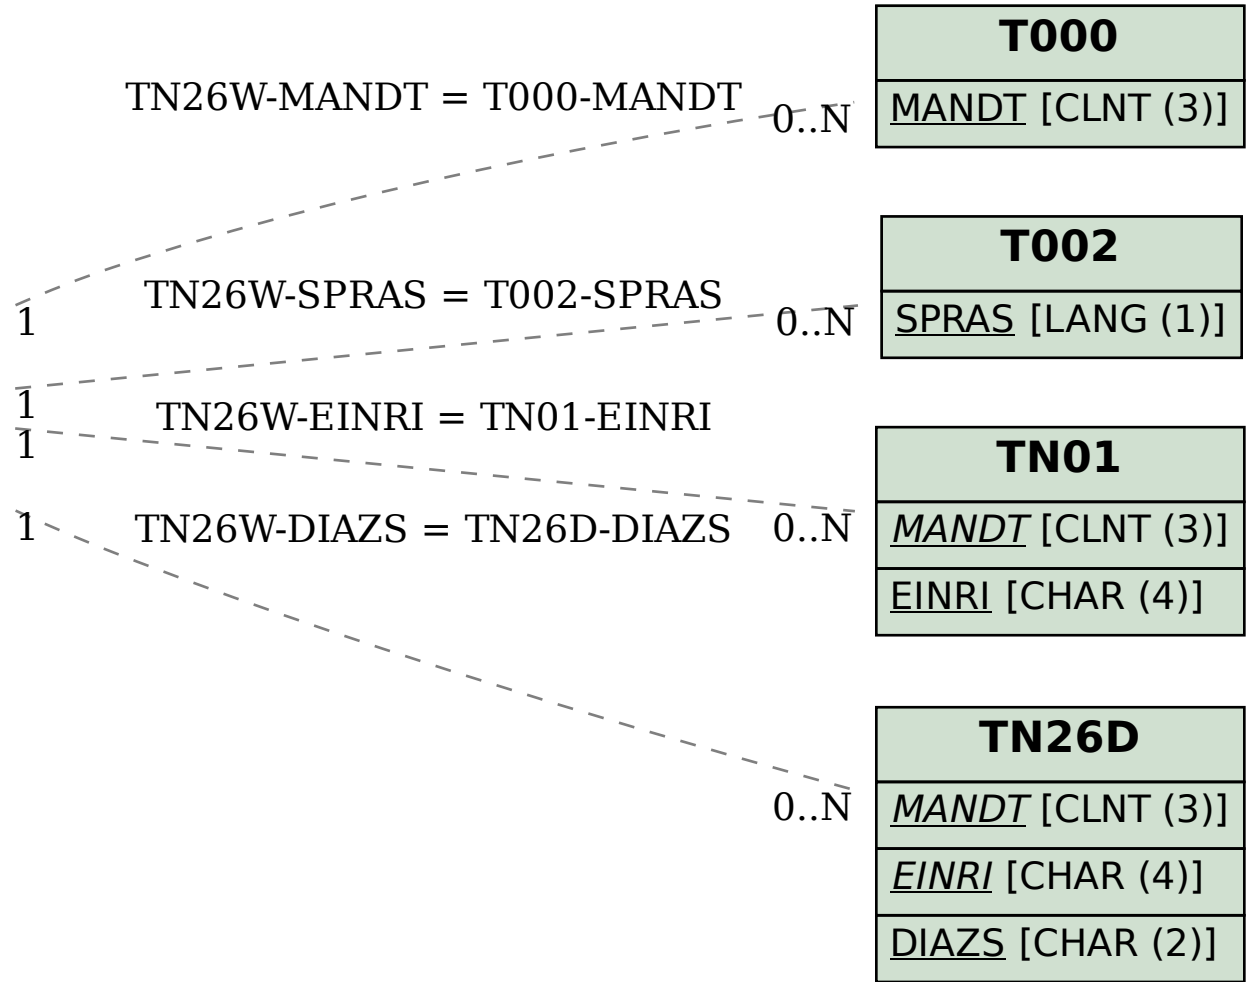 T000
MANDT [CLNT (3)]
TN26W-MANDT = T000-MANDT
0..N
1
T002
SPRAS [LANG (1)]
TN26W-SPRAS = T002-SPRAS
0..N
1
TN26W-EINRI = TN01-EINRI
1
TN01
MANDT [CLNT (3)]
EINRI [CHAR (4)]
0..N
1
TN26W-DIAZS = TN26D-DIAZS
0..N
TN26D
MANDT [CLNT (3)]
EINRI [CHAR (4)]
DIAZS [CHAR (2)]